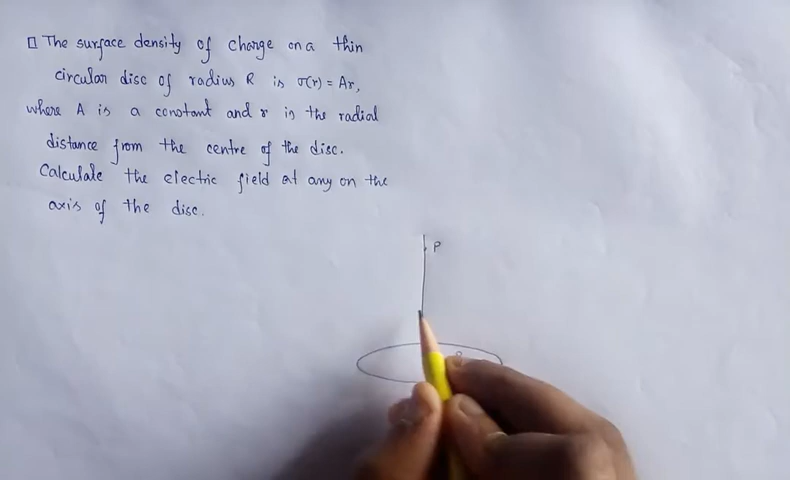 The surface density of charge on a thin
circular disc of radius R is σ(r) = Ar,
where A is a constant and r is the radial
distance from the centre of the disc.
Calculate the electric field at any on the
axis of the disc.
P